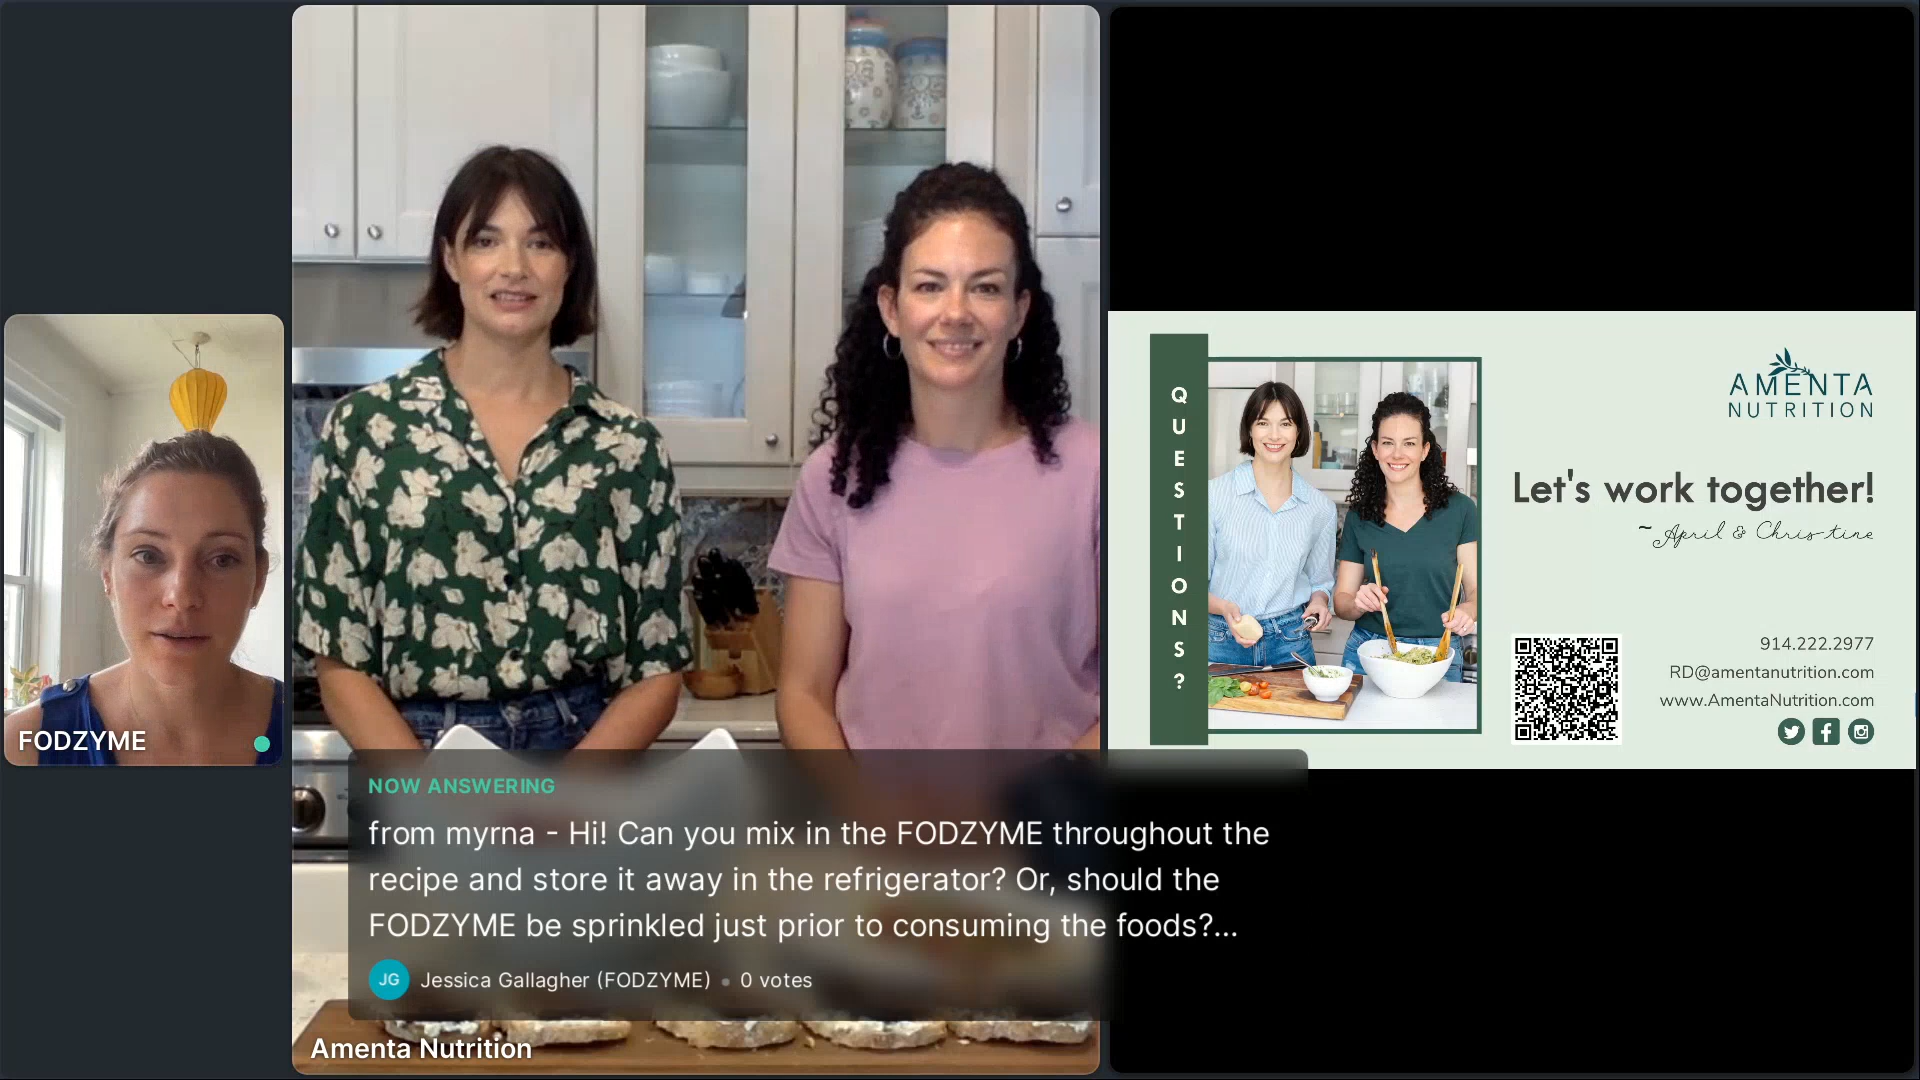 FODZYME
NOW ANSWERING
from myrna - Hi! Can you mix in the FODZYME throughout the
recipe and store it away in the refrigerator? Or, should the
FODZYME be sprinkled just prior to consuming the foods?...
JG Jessica Gallagher (FODZYME) • 0 votes
Amenta Nutrition
QUESTIONS?
AMENTA
NUTRITION
Let's work together!
~ April & Christine
914.222.2977
RD@amentanutrition.com
www.AmentaNutrition.com